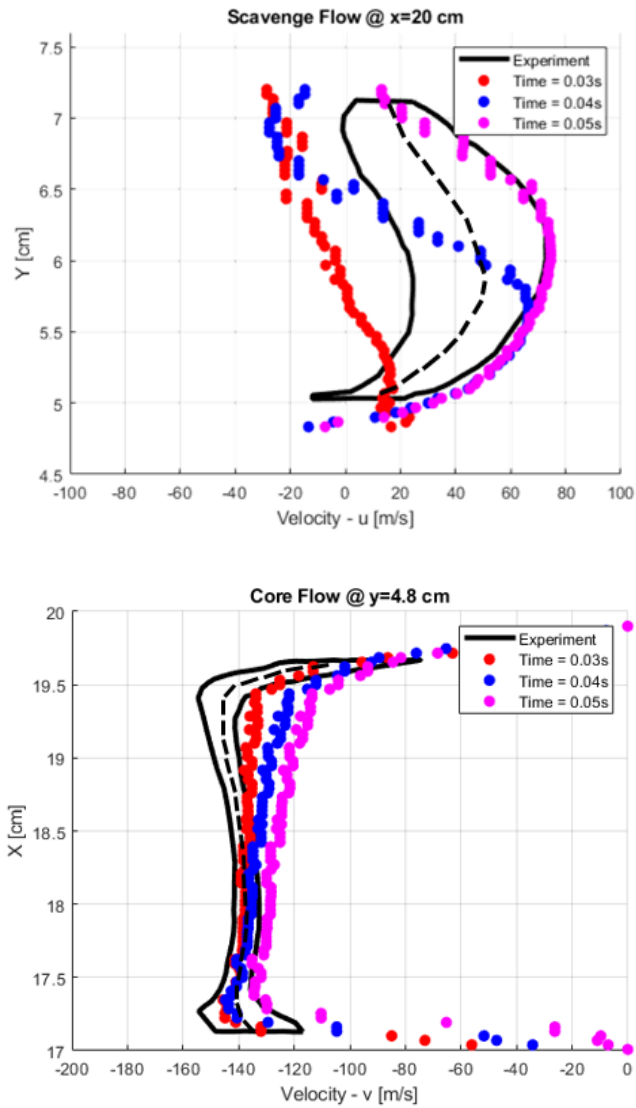 Scavenge Flow @ x=20 cm
7.5
7
6.5
6
5.5
5
4.5
Y [cm]
Experiment
Time = 0.03s
Time = 0.04s
Time = 0.05s
-100 -80 -60 -40 -20 0 20 40 60 80 100
Velocity - u [m/s]
Core Flow @ y=4.8 cm
20
19.5
19
18.5
18
17.5
17
X [cm]
Experiment
Time = 0.03s
Time = 0.04s
Time = 0.05s
-200 -180 -160 -140 -120 -100 -80 -60 -40 -20 0
Velocity - v [m/s]